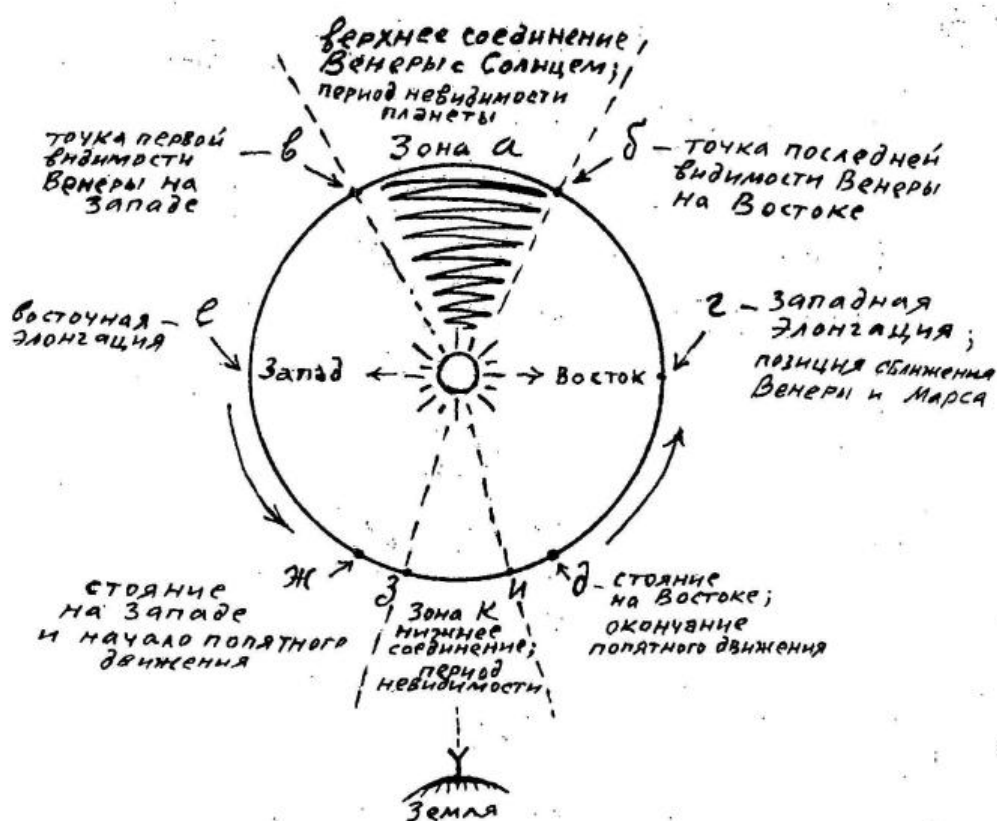 верхнее соединение
Венеры с Солнцем;
период невидимости
планеты
Зона а
точка первой
видимости
Венеры на
Западе
– в
б – точка последней
видимости Венеры
на Востоке
восточная – е
элонгация
Запад
Восток
г – Западная
Элонгация;
позиция сближения
Венеры и Марса
ж
стояние
на Западе
и начало попятного
движения
з
и
Зона К
нижнее
соединение;
период
невидимости
д – стояние
на Востоке;
окончание
попятного движения
Земля